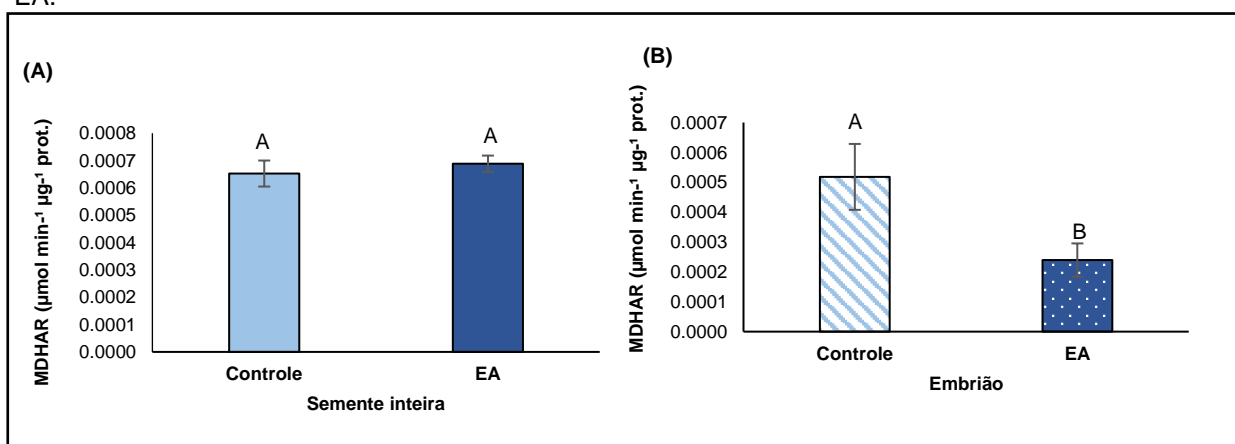 EA.
(A)
MDHAR (µmol min-¹ µg-¹ prot.)
0.0008
0.0007
0.0006
0.0005
0.0004
0.0003
0.0002
0.0001
0.0000
A
A
Controle
EA
Semente inteira
(B)
MDHAR (µmol min-¹ µg-¹ prot.)
0.0007
0.0006
0.0005
0.0004
0.0003
0.0002
0.0001
0.0000
A
B
Controle
EA
Embrião